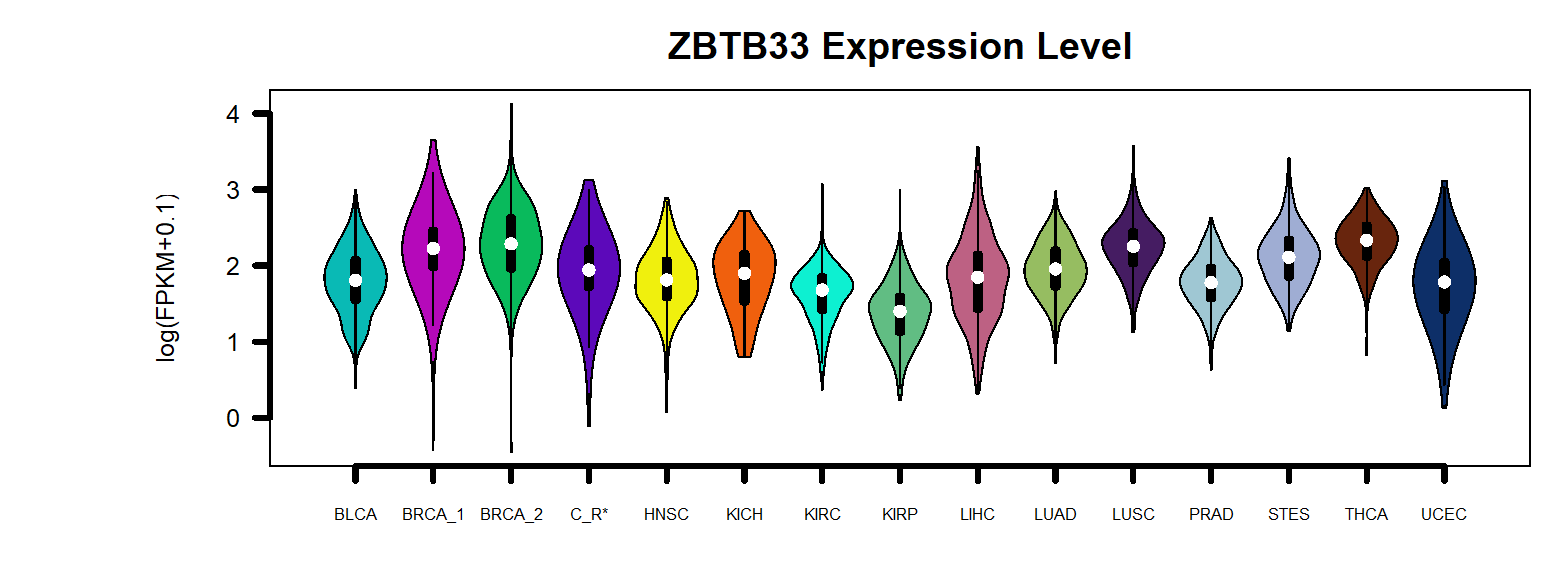 ZBTB33 Expression Level
log(FPKM+0.1)
4
3
2
1
0
BLCA BRCA_1 BRCA_2 C_R* HNSC KICH KIRC KIRP LIHC LUAD LUSC PRAD STES THCA UCEC